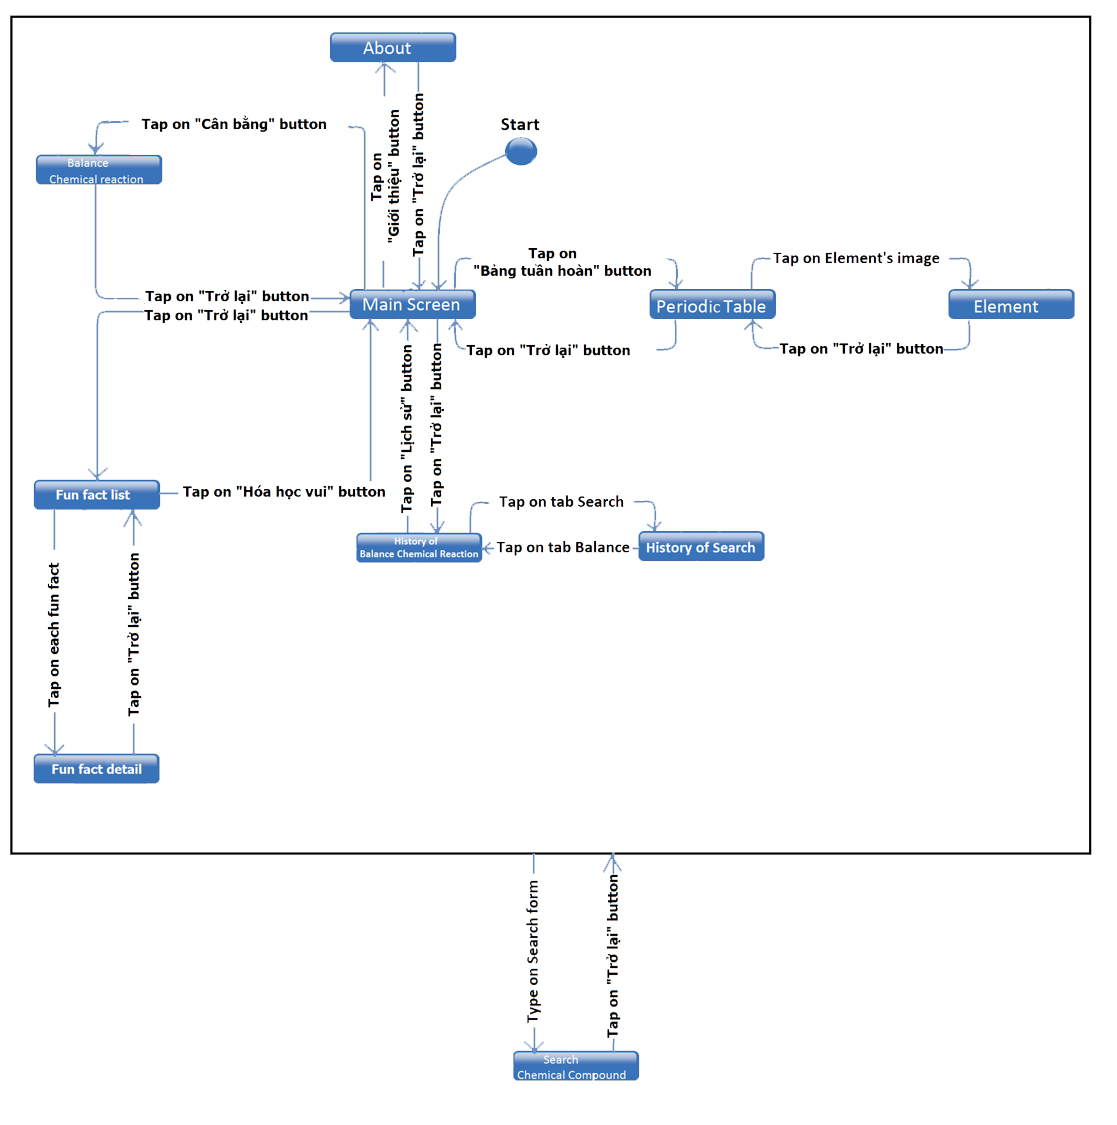 About
Tap on "Cân bằng" button
Tap on
"Giới thiệu" button
Tap on "Trở lại" button
Start
Balance
Chemical reaction
Tap on
"Bảng tuần hoàn" button
Tap on Element's image
Tap on "Trở lại" button
Main Screen
Periodic Table
Element
Tap on "Trở lại" button
Tap on "Trở lại" button
Tap on "Trở lại" button
Tap on "Lịch sử" button
Tap on "Trở lại" button
Fun fact list
Tap on "Hóa học vui" button
Tap on tab Search
History of
Balance Chemical Reaction
Tap on tab Balance
History of Search
Tap on each fun fact
Tap on "Trở lại" button
Fun fact detail
Type on Search form
Tap on "Trở lại" button
Search
Chemical Compound